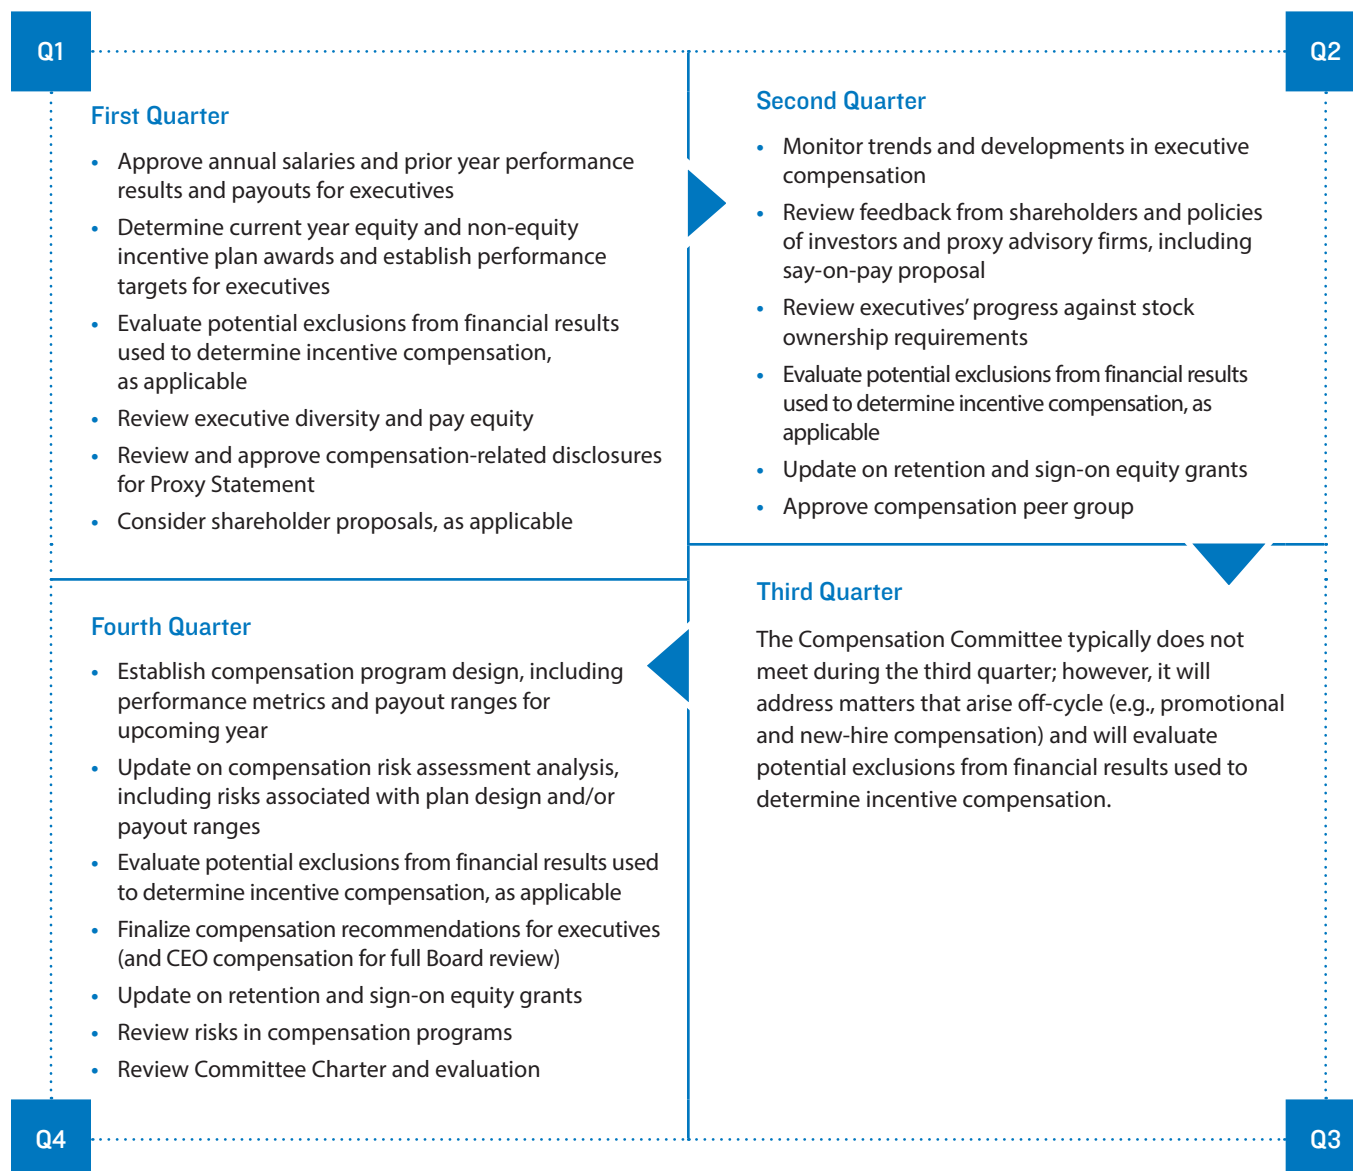 Q1
First Quarter
• Approve annual salaries and prior year performance
results and payouts for executives
• Determine current year equity and non-equity
incentive plan awards and establish performance
targets for executives
• Evaluate potential exclusions from financial results
used to determine incentive compensation,
as applicable
• Review executive diversity and pay equity
• Review and approve compensation-related disclosures
for Proxy Statement
• Consider shareholder proposals, as applicable
Q2
Second Quarter
• Monitor trends and developments in executive
compensation
• Review feedback from shareholders and policies
of investors and proxy advisory firms, including
say-on-pay proposal
• Review executives’ progress against stock
ownership requirements
• Evaluate potential exclusions from financial results
used to determine incentive compensation, as
applicable
• Update on retention and sign-on equity grants
• Approve compensation peer group
Third Quarter
The Compensation Committee typically does not
meet during the third quarter; however, it will
address matters that arise off-cycle (e.g., promotional
and new-hire compensation) and will evaluate
potential exclusions from financial results used to
determine incentive compensation.
Q3
Fourth Quarter
• Establish compensation program design, including
performance metrics and payout ranges for
upcoming year
• Update on compensation risk assessment analysis,
including risks associated with plan design and/or
payout ranges
• Evaluate potential exclusions from financial results used
to determine incentive compensation, as applicable
• Finalize compensation recommendations for executives
(and CEO compensation for full Board review)
• Update on retention and sign-on equity grants
• Review risks in compensation programs
• Review Committee Charter and evaluation
Q4